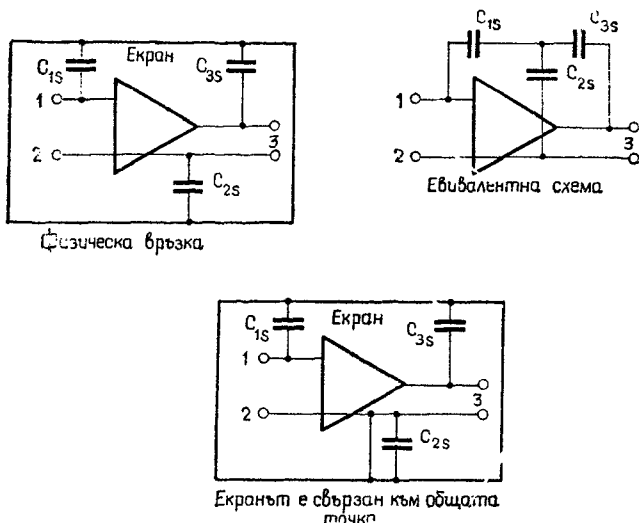 Екран
C1S
C3S
1
2
3
C2S
Физическа връзка
C1S
C3S
C2S
1
2
3
Евивалентна схема
Екран
C1S
C3S
1
2
3
C2S
Екранът е свързан към общата
точка